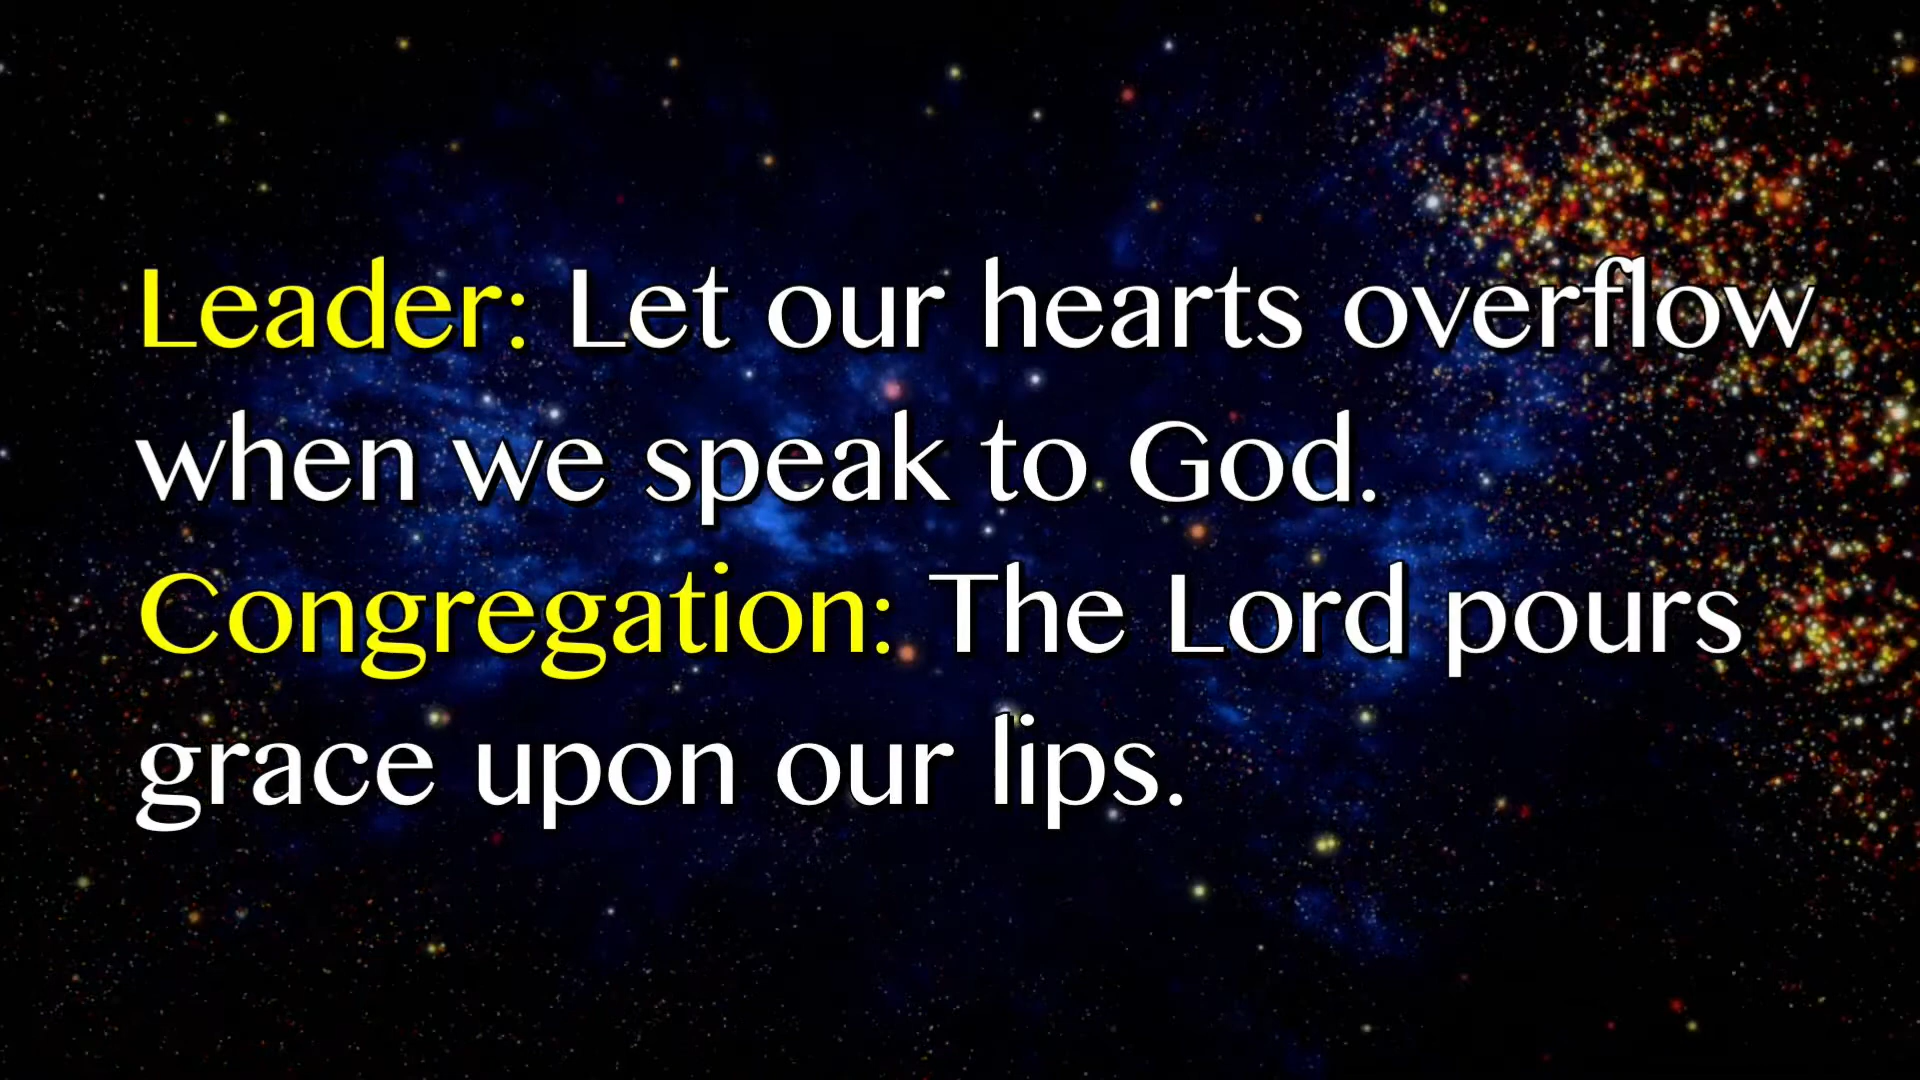 Leader: Let our hearts overflow
when we speak to God.
Congregation: The Lord pours
grace upon our lips.